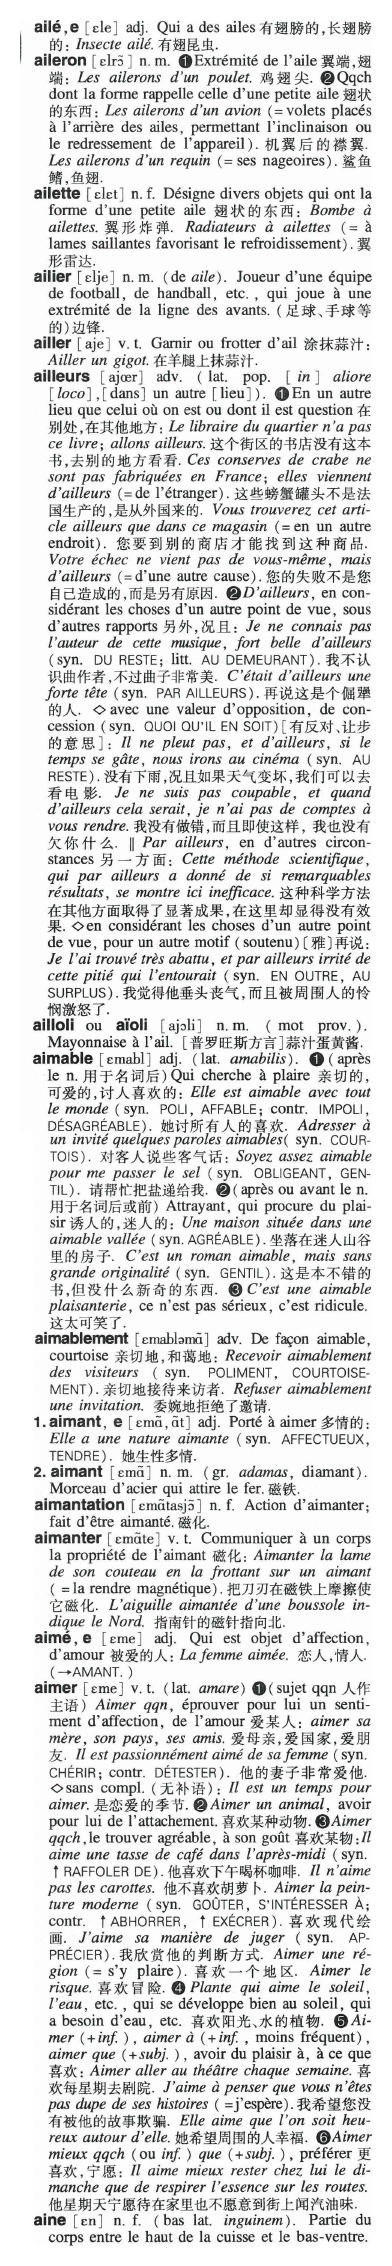 ailé,e [ɛle] adj. Qui a des ailes 有翅膀的,长翅膀
的: Insecte ailé. 有翅昆虫.
aileron [ɛlrɔ̃] n. m. ❶Extrémité de l'aile 翼端,翅
端: Les ailerons d'un poulet. 鸡翅尖. ❷Qqch
dont la forme rappelle celle d'une petite aile 翅状
的东西: Les ailerons d'un avion (=volets placés
à l'arrière des ailes, permettant l'inclinaison ou
le redressement de l'appareil). 机翼后的襟翼.
Les ailerons d'un requin (=ses nageoires). 鲨鱼
鳍,鱼翅.
ailette [ɛlɛt] n. f. Désigne divers objets qui ont la
forme d'une petite aile 翅状的东西: Bombe à
ailettes. 翼形炸弹. Radiateurs à ailettes (= à
lames saillantes favorisant le refroidissement). 翼
形雷达.
ailier [ɛlje] n. m. (de aile). Joueur d'une équipe
de football, de handball, etc., qui joue à une
extrémité de la ligne des avants. (足球、手球等
的)边锋.
ailler [aje] v. t. Garnir ou frotter d'ail 涂抹蒜汁:
Ailler un gigot. 在羊腿上抹蒜汁.
ailleurs [ajœr] adv. (lat. pop. [in] aliore
[loco],[dans] un autre [lieu]). ❶En un autre
lieu que celui où on est ou dont il est question 在
别处,在其他地方: Le libraire du quartier n'a pas
ce livre; allons ailleurs. 这个街区的书店没有这本
书,去别的地方看看. Ces conserves de crabe ne
sont pas fabriquées en France; elles viennent
d'ailleurs (=de l'étranger). 这些螃蟹罐头不是法
国生产的,是从外国来的. Vous trouverez cet arti-
cle ailleurs que dans ce magasin (=en un autre
endroit). 您要到别的商店才能找到这种商品.
Votre échec ne vient pas de vous-même, mais
d'ailleurs (=d'une autre cause). 您的失败不是您
自己造成的,而是另有原因. ❷D'ailleurs, en con-
sidérant les choses d'un autre point de vue, sous
d'autres rapports 另外,况且: Je ne connais pas
l'auteur de cette musique, fort belle d'ailleurs
(syn. DU RESTE; litt. AU DEMEURANT). 我不认
识曲作者,不过曲子非常美. C'était d'ailleurs une
forte tête (syn. PAR AILLEURS). 再说这是个倔犟
的人. ◇avec une valeur d'opposition, de con-
cession (syn. QUOI QU'IL EN SOIT)[有反对、让步
的意思]: Il ne pleut pas, et d'ailleurs, si le
temps se gâte, nous irons au cinéma (syn. AU
RESTE). 没有下雨,况且如果天气变坏,我们可以去
看电影. Je ne suis pas coupable, et quand
d'ailleurs cela serait, je n'ai pas de comptes à
vous rendre. 我没有做错,而且即使这样,我也没有
欠你什么. ‖ Par ailleurs, en d'autres circon-
stances 另一方面: Cette méthode scientifique,
qui par ailleurs a donné de si remarquables
résultats, se montre ici inefficace. 这种科学方法
在其他方面取得了显著成果,在这里却显得没有效
果. ◇en considérant les choses d'un autre point
de vue, pour un autre motif (soutenu)[雅]再说:
Je l'ai trouvé très abattu, et par ailleurs irrité de
cette pitié qui l'entourait (syn. EN OUTRE, AU
SURPLUS). 我觉得他垂头丧气,而且被周围人的怜
悯激怒了.
ailloli ou aïoli [ajɔli] n. m. (mot prov.).
Mayonnaise à l'ail. [普罗旺斯方言]蒜汁蛋黄酱.
aimable [ɛmabl] adj. (lat. amabilis). ❶(après
le n. 用于名词后)Qui cherche à plaire 亲切的,
可爱的,讨人喜欢的: Elle est aimable avec tout
le monde (syn. POLI, AFFABLE; contr. IMPOLI,
DÉSAGRÉABLE). 她讨所有人的喜欢. Adresser à
un invité quelques paroles aimables( syn. COUR-
TOIS). 对客人说些客气话: Soyez assez aimable
pour me passer le sel (syn. OBLIGEANT, GEN-
TIL). 请帮忙把盐递给我. ❷(après ou avant le n.
用于名词后或前) Attrayant, qui procure du plai-
sir 诱人的,迷人的: Une maison située dans une
aimable vallée (syn. AGRÉABLE). 坐落在迷人山谷
里的房子. C'est un roman aimable, mais sans
grande originalité (syn. GENTIL). 这是本不错的
书,但没什么新奇的东西. ❸C'est une aimable
plaisanterie, ce n'est pas sérieux, c'est ridicule.
这太可笑了.
aimablement [ɛmabləmɑ̃] adv. De façon aimable,
courtoise 亲切地,和蔼地: Recevoir aimablement
des visiteurs (syn. POLIMENT, COURTOISE-
MENT). 亲切地接待来访者. Refuser aimablement
une invitation. 委婉地拒绝了邀请.
1. aimant, e [ɛmɑ̃, ɑ̃t] adj. Porté à aimer 多情的:
Elle a une nature aimante (syn. AFFECTUEUX,
TENDRE). 她生性多情.
2. aimant [ɛmɑ̃] n. m. (gr. adamas, diamant).
Morceau d'acier qui attire le fer. 磁铁.
aimantation [ɛmɑ̃tasjɔ̃] n. f. Action d'aimanter;
fait d'être aimanté. 磁化.
aimanter [ɛmɑ̃te] v. t. Communiquer à un corps
la propriété de l'aimant 磁化: Aimanter la lame
de son couteau en la frottant sur un aimant
(=la rendre magnétique). 把刀刃在磁铁上摩擦使
它磁化. L'aiguille aimantée d'une boussole in-
dique le Nord. 指南针的磁针指向北.
aimé, e [ɛme] adj. Qui est objet d'affection,
d'amour 被爱的人: La femme aimée. 恋人,情人.
(→AMANT. )
aimer [ɛme] v. t. (lat. amare) ❶(sujet qqn 人作
主语) Aimer qqn, éprouver pour lui un senti-
ment d'affection, de l'amour 爱某人: aimer sa
mère, son pays, ses amis. 爱母亲,爱国家,爱朋
友. Il est passionnément aimé de sa femme (syn.
CHÉRIR; contr. DÉTESTER). 他的妻子非常爱他.
◇sans compl. (无补语): Il est un temps pour
aimer. 是恋爱的季节. ❷Aimer un animal, avoir
pour lui de l'attachement. 喜欢某种动物. ❸Aimer
qqch,le trouver agréable, à son goût 喜欢某物:Il
aime une tasse de café dans l'après-midi (syn.
↑RAFFOLER DE). 他喜欢下午喝杯咖啡. Il n'aime
pas les carottes. 他不喜欢胡萝卜. Aimer la pein-
ture moderne (syn. GOÛTER, S'INTÉRESSER À;
contr. ↑ABHORRER, ↑EXÉCRER). 喜欢现代绘
画. J'aime sa manière de juger (syn. AP-
PRÉCIER). 我欣赏他的判断方式. Aimer une ré-
gion (= s'y plaire). 喜欢一个地区. Aimer le
risque. 喜欢冒险. ❹Plante qui aime le soleil,
l'eau, etc., qui se développe bien au soleil, qui
a besoin d'eau, etc. 喜欢阳光、水的植物. ❺Ai-
mer (+inf.), aimer à (+inf., moins fréquent),
aimer que (+subj.), avoir du plaisir à, à ce que
喜欢: Aimer aller au théâtre chaque semaine. 喜
欢每星期去剧院. J'aime à penser que vous n'êtes
pas dupe de ses histoires (=j'espère). 我希望您没
有被他的故事欺骗. Elle aime que l'on soit heu-
reux autour d'elle. 她希望周围的人幸福. ❻Aimer
mieux qqch (ou inf.) que (+subj.), préférer 更
喜欢,宁愿: Il aime mieux rester chez lui le di-
manche que de respirer l'essence sur les routes.
他星期天宁愿待在家里也不愿意到街上闻汽油味.
aine [ɛn] n. f. (bas lat. inguinem). Partie du
corps entre le haut de la cuisse et le bas-ventre.